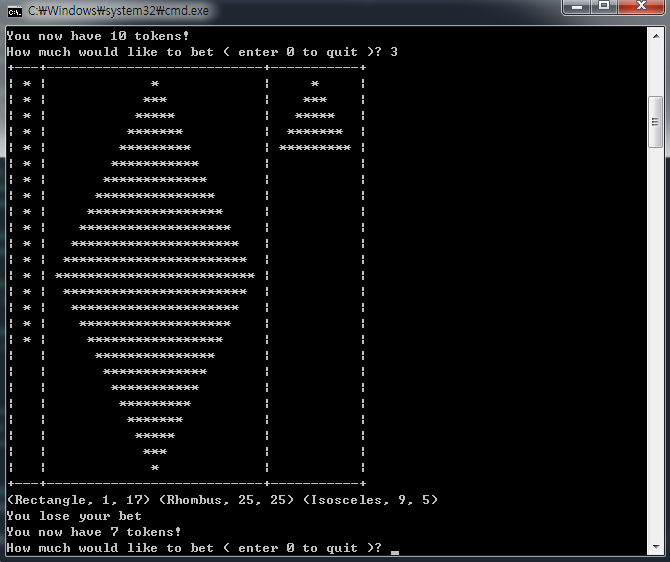 C:₩Windows₩system32₩cmd.exe
You now have 10 tokens!
How much would like to bet ( enter 0 to quit )? 3
+---+---------------------------+-----------+
¦ * ¦             *             ¦     *     ¦
¦ * ¦            ***            ¦    ***    ¦
¦ * ¦           *****           ¦   *****   ¦
¦ * ¦          *******          ¦  *******  ¦
¦ * ¦         *********         ¦ ********* ¦
¦ * ¦        ***********        ¦           ¦
¦ * ¦       *************       ¦           ¦
¦ * ¦      ***************      ¦           ¦
¦ * ¦     *****************     ¦           ¦
¦ * ¦    *******************    ¦           ¦
¦ * ¦   *********************   ¦           ¦
¦ * ¦  ***********************  ¦           ¦
¦ * ¦ ************************* ¦           ¦
¦ * ¦  ***********************  ¦           ¦
¦ * ¦   *********************   ¦           ¦
¦ * ¦    *******************    ¦           ¦
¦ * ¦     *****************     ¦           ¦
¦   ¦      ***************      ¦           ¦
¦   ¦       *************       ¦           ¦
¦   ¦        ***********        ¦           ¦
¦   ¦         *********         ¦           ¦
¦   ¦          *******          ¦           ¦
¦   ¦           *****           ¦           ¦
¦   ¦            ***            ¦           ¦
¦   ¦             *             ¦           ¦
+---+---------------------------+-----------+
(Rectangle, 1, 17) (Rhombus, 25, 25) (Isosceles, 9, 5)
You lose your bet
You now have 7 tokens!
How much would like to bet ( enter 0 to quit )? _